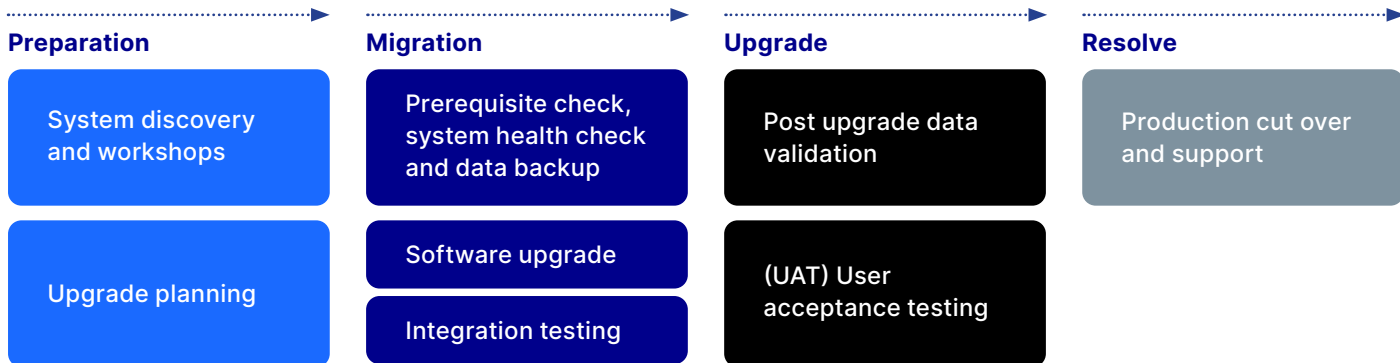 Preparation
System discovery
and workshops
Upgrade planning
Migration
Prerequisite check,
system health check
and data backup
Software upgrade
Integration testing
Upgrade
Post upgrade data
validation
(UAT) User
acceptance testing
Resolve
Production cut over
and support